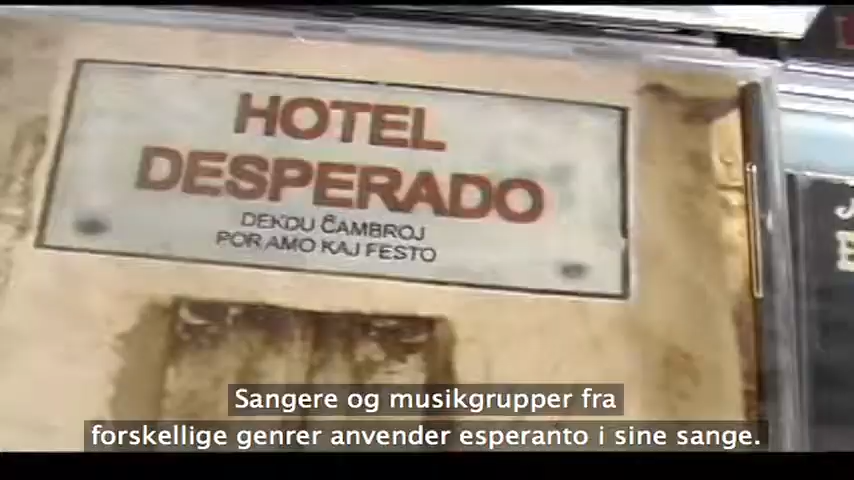 HOTEL
DESPERADO
DEKDU ĈAMBROJ
POR AMO KAJ FESTO
Sangere og musikgrupper fra
forskellige genrer anvender esperanto i sine sange.